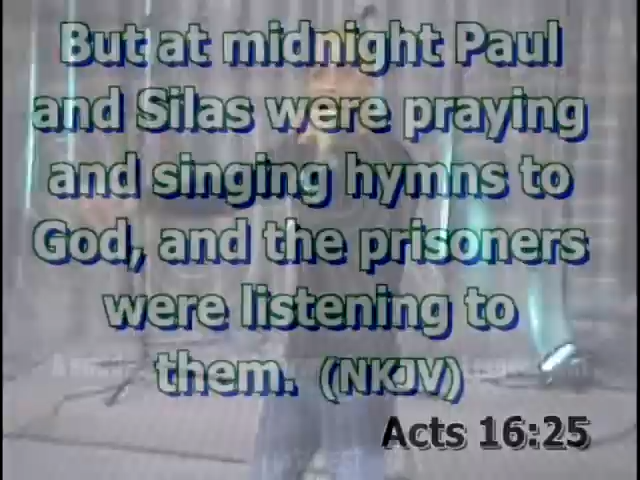 But at midnight Paul
and Silas were praying
and singing hymns to
God, and the prisoners
were listening to
them. (NKJV)
Acts 16:25